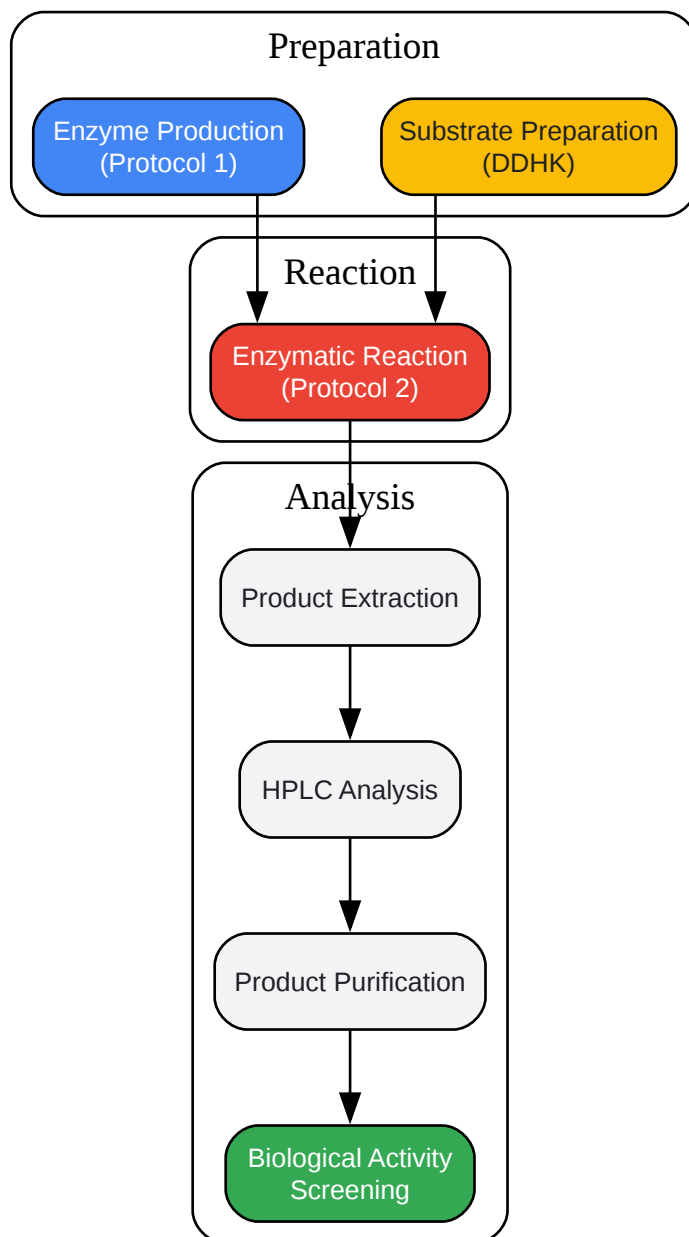 Preparation
Enzyme Production
(Protocol 1)
Substrate Preparation
(DDHK)
Reaction
Enzymatic Reaction
(Protocol 2)
Analysis
Product Extraction
HPLC Analysis
Product Purification
Biological Activity
Screening